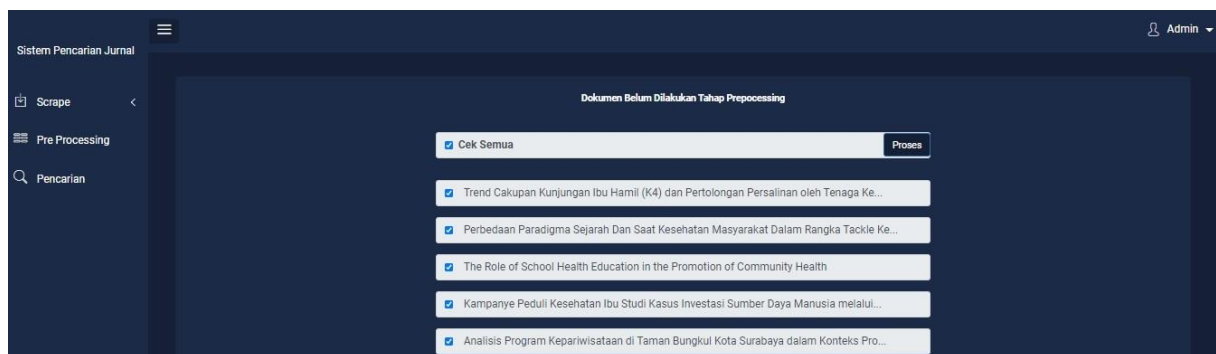 Sistem Pencarian Jurnal
Admin
Scrape
Pre Processing
Pencarian
Dokumen Belum Dilakukan Tahap Prepocessing
Cek Semua
Proses
Trend Cakupan Kunjungan Ibu Hamil (K4) dan Pertolongan Persalinan oleh Tenaga Ke...
Perbedaan Paradigma Sejarah Dan Saat Kesehatan Masyarakat Dalam Rangka Tackle Ke...
The Role of School Health Education in the Promotion of Community Health
Kampanye Peduli Kesehatan Ibu Studi Kasus Investasi Sumber Daya Manusia melalui...
Analisis Program Kepariwisataan di Taman Bungkul Kota Surabaya dalam Konteks Pro...